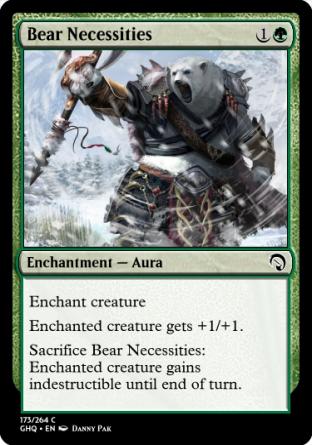 Bear Necessities 1
Enchantment — Aura
Enchant creature
Enchanted creature gets +1/+1.
Sacrifice Bear Necessities:
Enchanted creature gains
indestructible until end of turn.
173/264 C
GHQ • EN Danny Pak